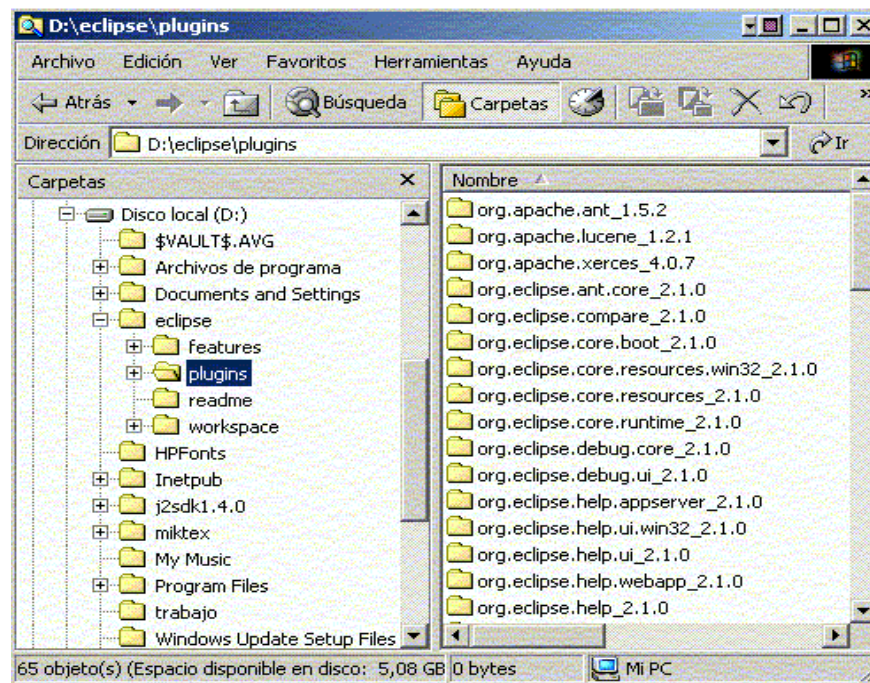 D:\eclipse\plugins
Archivo Edición Ver Favoritos Herramientas Ayuda
Atrás Búsqueda Carpetas »
Dirección D:\eclipse\plugins Ir
Carpetas
Disco local (D:)
$VAULT$.AVG
Archivos de programa
Documents and Settings
eclipse
features
plugins
readme
workspace
HPFonts
Inetpub
j2sdk1.4.0
miktex
My Music
Program Files
trabajo
Windows Update Setup Files
Nombre
org.apache.ant_1.5.2
org.apache.lucene_1.2.1
org.apache.xerces_4.0.7
org.eclipse.ant.core_2.1.0
org.eclipse.compare_2.1.0
org.eclipse.core.boot_2.1.0
org.eclipse.core.resources.win32_2.1.0
org.eclipse.core.resources_2.1.0
org.eclipse.core.runtime_2.1.0
org.eclipse.debug.core_2.1.0
org.eclipse.debug.ui_2.1.0
org.eclipse.help.appserver_2.1.0
org.eclipse.help.ui.win32_2.1.0
org.eclipse.help.ui_2.1.0
org.eclipse.help.webapp_2.1.0
org.eclipse.help_2.1.0
65 objeto(s) (Espacio disponible en disco: 5,08 GB 0 bytes Mi PC